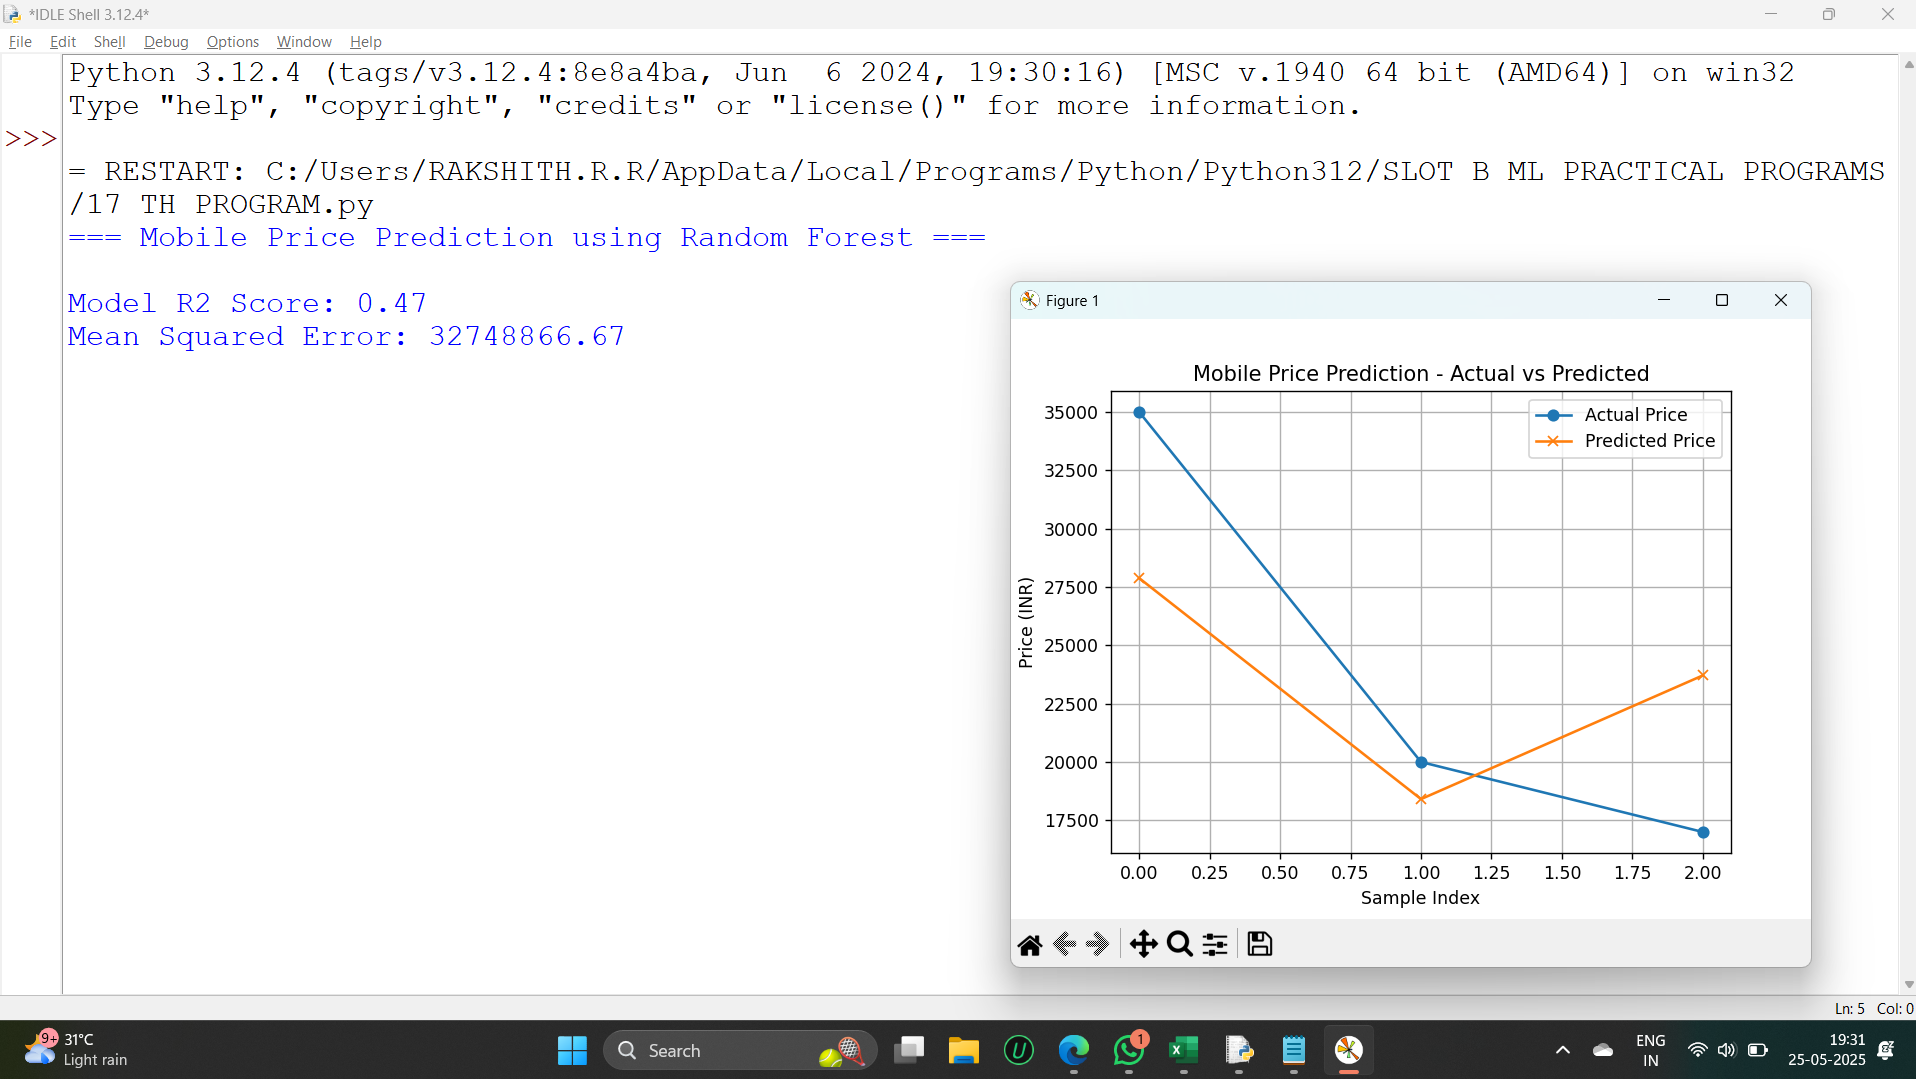 *IDLE Shell 3.12.4*
File Edit Shell Debug Options Window Help
Python 3.12.4 (tags/v3.12.4:8e8a4ba, Jun  6 2024, 19:30:16) [MSC v.1940 64 bit (AMD64)] on win32
Type "help", "copyright", "credits" or "license()" for more information.
>>>
= RESTART: C:/Users/RAKSHITH.R.R/AppData/Local/Programs/Python/Python312/SLOT B ML PRACTICAL PROGRAMS
/17 TH PROGRAM.py
=== Mobile Price Prediction using Random Forest ===
Model R2 Score: 0.47
Mean Squared Error: 32748866.67
Figure 1
Mobile Price Prediction - Actual vs Predicted
Actual Price
Predicted Price
35000
32500
30000
27500
25000
22500
20000
17500
Price (INR)
0.00 0.25 0.50 0.75 1.00 1.25 1.50 1.75 2.00
Sample Index
Ln: 5 Col: 0
9+
31°C
Light rain
Search
1
ENG
IN
19:31
25-05-2025